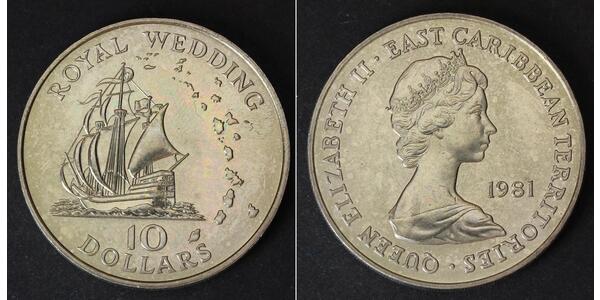 ROYAL WEDDING
10
DOLLARS
QUEEN ELIZABETH II · EAST CARIBBEAN TERRITORIES ·
1981